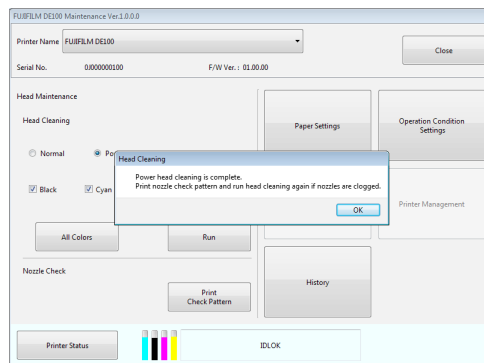 FUJIFILM DE100 Maintenance Ver.1.0.0.0
Printer Name FUJIFILM DE100
Close
Serial No. 0J000000100 F/W Ver. : 01.00.00
Head Maintenance
Head Cleaning
Paper Settings
Operation Condition
Settings
Normal
Head Cleaning
Power head cleaning is complete.
Print nozzle check pattern and run head cleaning again if nozzles are clogged.
Black Cyan
OK
Printer Management
All Colors Run
Nozzle Check
History
Print
Check Pattern
Printer Status IDLOK